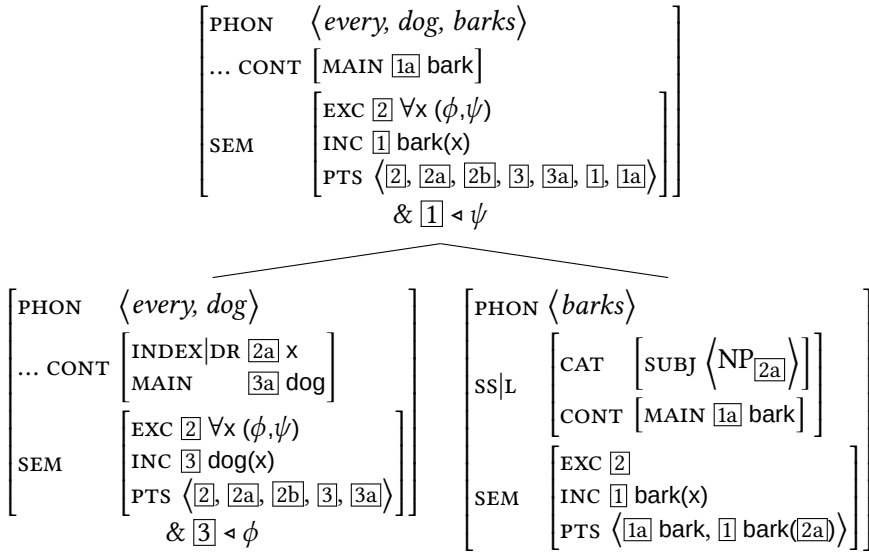 PHON ⟨every, dog, barks⟩
... CONT [MAIN 1a bark]
SEM [EXC 2 ∀x (ϕ,ψ)
INC 1 bark(x)
PTS ⟨2, 2a, 2b, 3, 3a, 1, 1a⟩]
& 1 ◃ ψ
PHON ⟨every, dog⟩
... CONT [INDEX|DR 2a x
MAIN 3a dog]
SEM [EXC 2 ∀x (ϕ,ψ)
INC 3 dog(x)
PTS ⟨2, 2a, 2b, 3, 3a⟩]
& 3 ◃ ϕ
PHON ⟨barks⟩
SS|L [CAT [SUBJ ⟨NP2a⟩]
CONT [MAIN 1a bark]]
SEM [EXC 2
INC 1 bark(x)
PTS ⟨1a bark, 1 bark(2a)⟩]